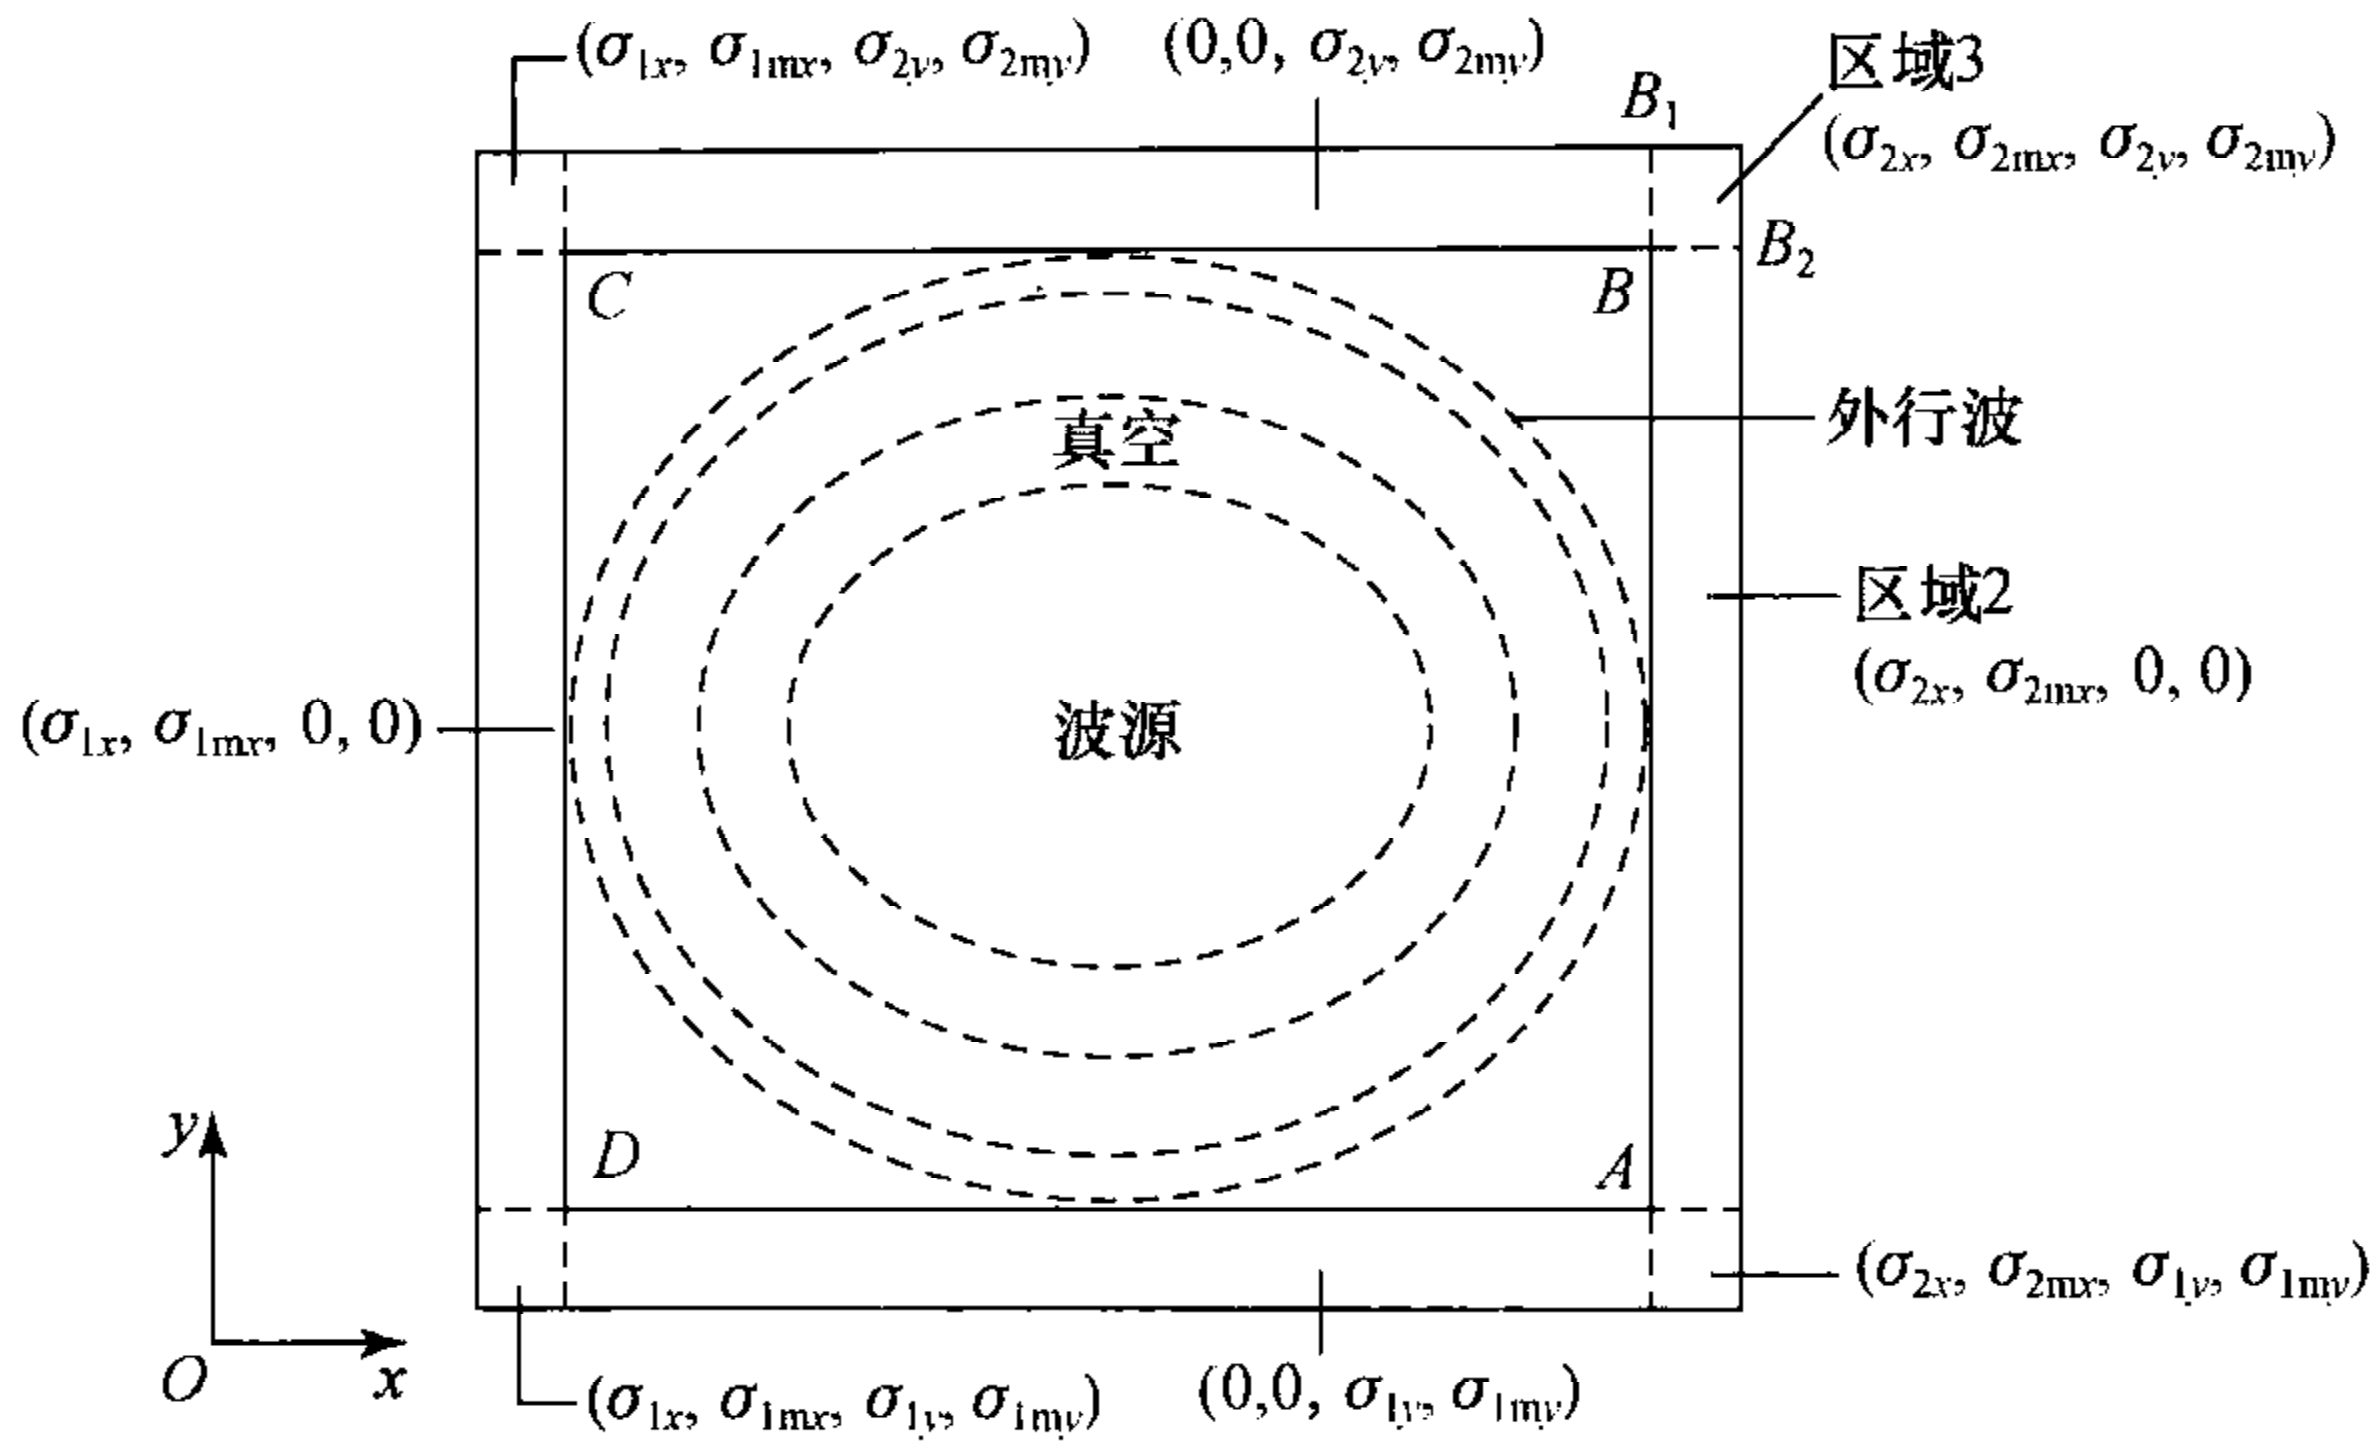 (σ1x, σ1mx, σ2y, σ2my)
(0,0, σ2y, σ2my)
区域3
(σ2x, σ2mx, σ2y, σ2my)
B1
B2
C
B
外行波
真空
区域2
(σ2x, σ2mx, 0, 0)
(σ1x, σ1mx, 0, 0)
波源
y
D
A
(σ2x, σ2mx, σ1y, σ1my)
O
x
(σ1x, σ1mx, σ1y, σ1my)
(0,0, σ1y, σ1my)